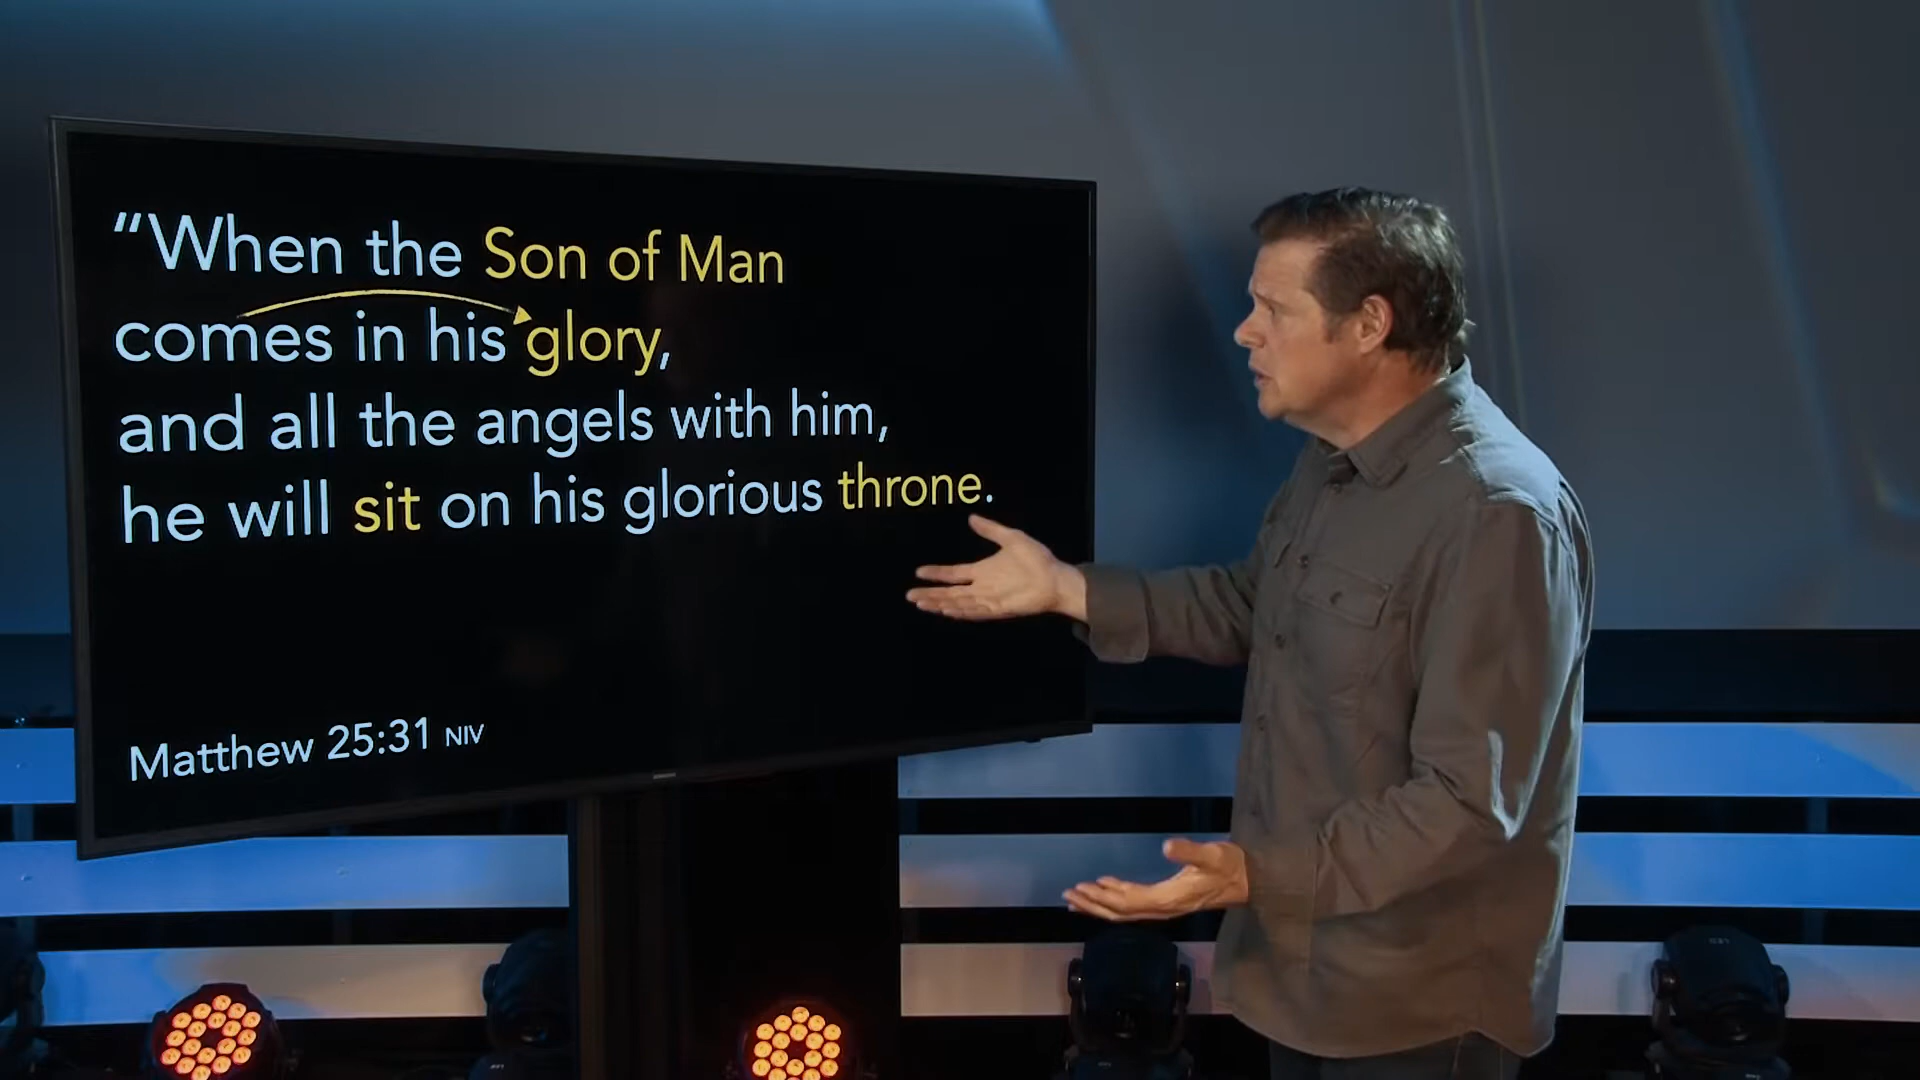 “When the Son of Man
comes in his glory,
and all the angels with him,
he will sit on his glorious throne.
Matthew 25:31 NIV